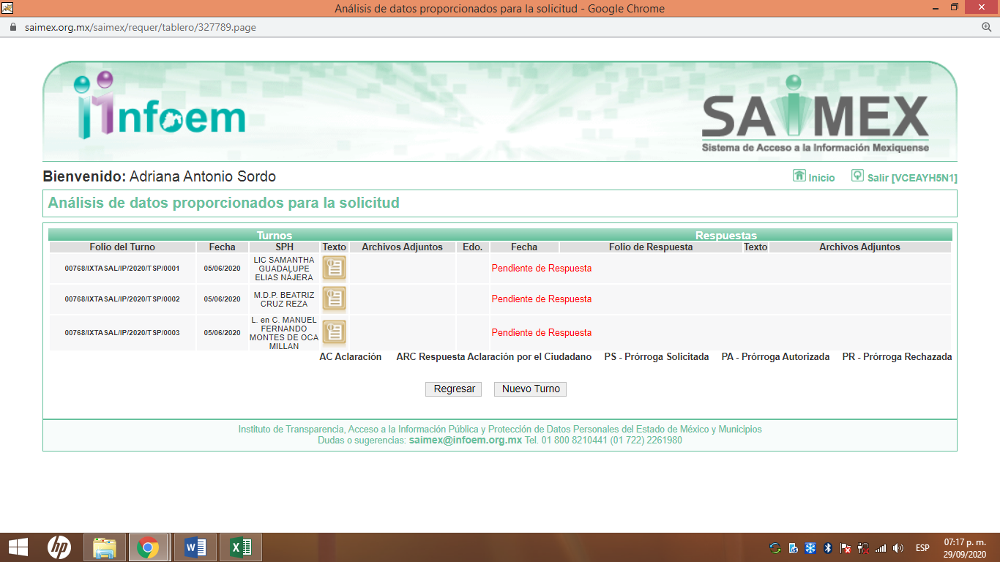 Análisis de datos proporcionados para la solicitud - Google Chrome
saimex.org.mx/saimex/requer/tablero/327789.page
infoem
SAIMEX
Sistema de Acceso a la Información Mexiquense
Bienvenido: Adriana Antonio Sordo
Inicio Salir [VCEAYH5N1]
Análisis de datos proporcionados para la solicitud
Turnos Respuestas
Folio del Turno Fecha SPH Texto Archivos Adjuntos Edo. Fecha Folio de Respuesta Texto Archivos Adjuntos
00768/IXTASAL/IP/2020/TSP/0001 05/06/2020 LIC SAMANTHA
GUADALUPE
ELIAS NÁJERA
Pendiente de Respuesta
00768/IXTASAL/IP/2020/TSP/0002 05/06/2020 M.D.P. BEATRIZ
CRUZ REZA
Pendiente de Respuesta
00768/IXTASAL/IP/2020/TSP/0003 05/06/2020 L. en C. MANUEL
FERNANDO
MONTES DE OCA
MILLAN
Pendiente de Respuesta
AC Aclaración ARC Respuesta Aclaración por el Ciudadano PS - Prórroga Solicitada PA - Prórroga Autorizada PR - Prórroga Rechazada
Regresar Nuevo Turno
Instituto de Transparencia, Acceso a la Información Pública y Protección de Datos Personales del Estado de México y Municipios
Dudas o sugerencias: saimex@infoem.org.mx Tel. 01 800 8210441 (01 722) 2261980
ESP
07:17 p. m.
29/09/2020